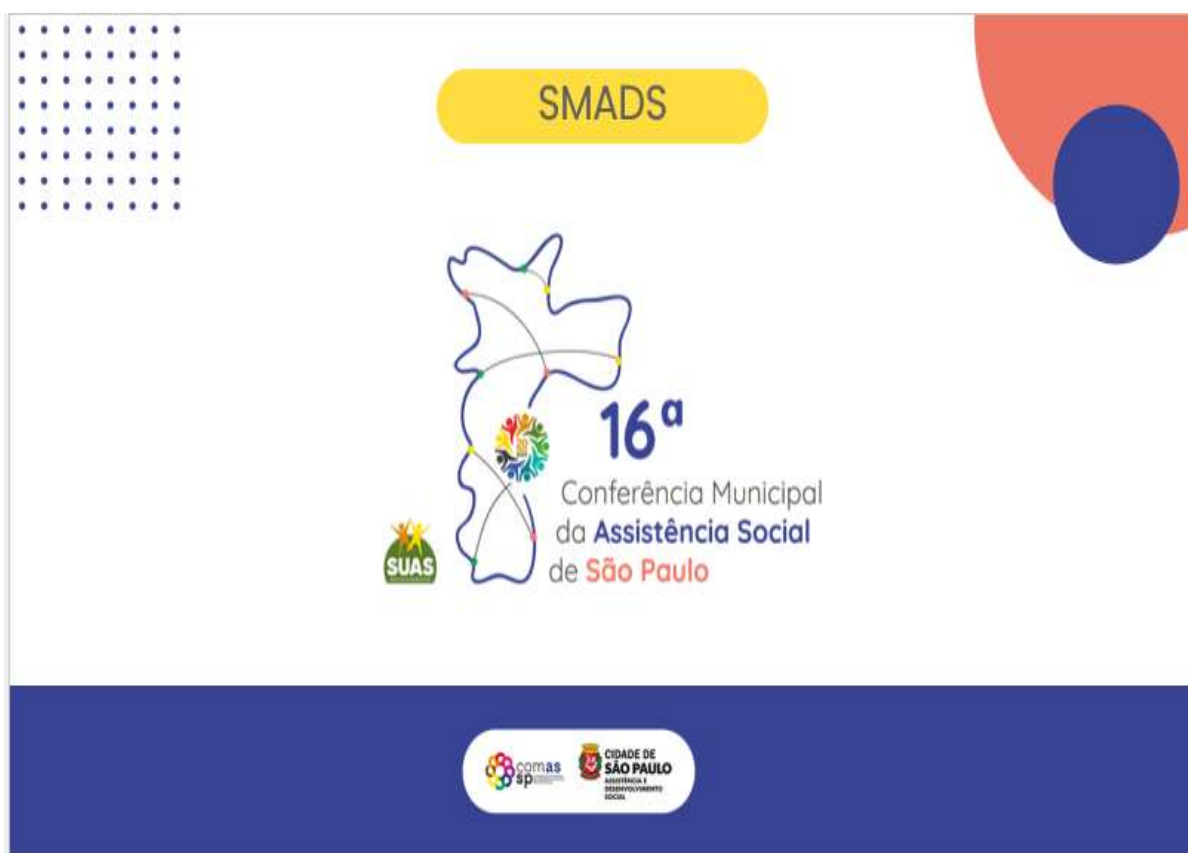 SMADS
16ª
Conferência Municipal
da Assistência Social
de São Paulo
SUAS
comas
sp
CIDADE DE
SÃO PAULO
ASSISTÊNCIA E
DESENVOLVIMENTO
SOCIAL